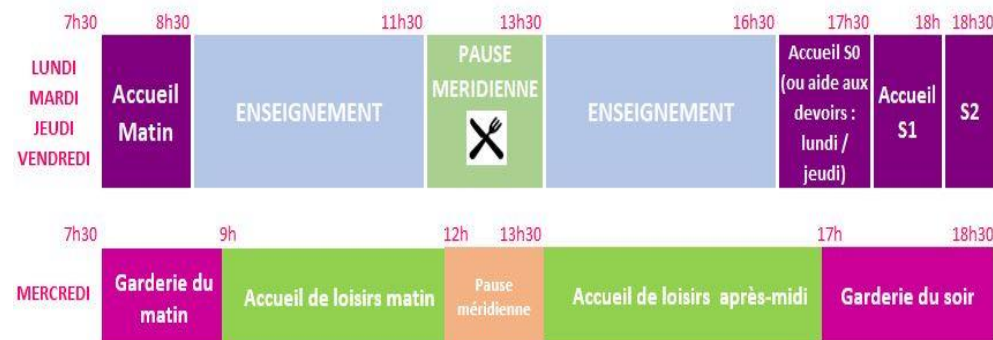 7h30 8h30 11h30 13h30 16h30 17h30 18h 18h30
LUNDI
MARDI
JEUDI
VENDREDI
Accueil
Matin
ENSEIGNEMENT
PAUSE
MERIDIENNE
ENSEIGNEMENT
Accueil S0
(ou aide aux
devoirs :
lundi /
jeudi)
Accueil
S1
S2
7h30 9h 12h 13h30 17h 18h30
MERCREDI
Garderie du
matin
Accueil de loisirs matin
Pause
méridienne
Accueil de loisirs après-midi
Garderie du soir